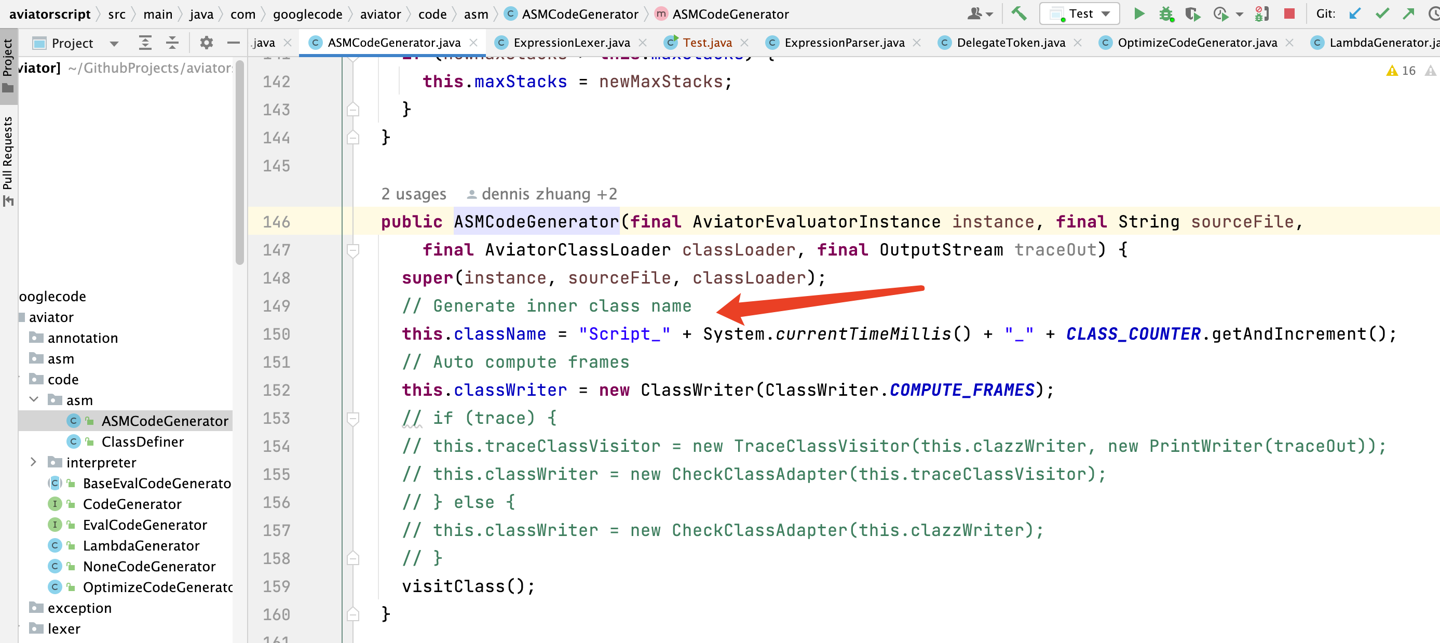 aviatorscript › src › main › java › com › googlecode › aviator › code › asm › ASMCodeGenerator › ASMCodeGenerator
Test
Git:
Project
.java
ASMCodeGenerator.java
ExpressionLexer.java
Test.java
ExpressionParser.java
DelegateToken.java
OptimizeCodeGenerator.java
LambdaGenerator.ja
Project
Pull Requests
viator] ~/GithubProjects/aviator
ooglecode
aviator
annotation
asm
code
asm
ASMCodeGenerator
ClassDefiner
interpreter
BaseEvalCodeGenerato
CodeGenerator
EvalCodeGenerator
LambdaGenerator
NoneCodeGenerator
OptimizeCodeGenerato
exception
lexer
16
142 this.maxStacks = newMaxStacks;
143 }
144 }
145
2 usages dennis zhuang +2
146 public ASMCodeGenerator(final AviatorEvaluatorInstance instance, final String sourceFile,
147 final AviatorClassLoader classLoader, final OutputStream traceOut) {
148 super(instance, sourceFile, classLoader);
149 // Generate inner class name
150 this.className = "Script_" + System.currentTimeMillis() + "_" + CLASS_COUNTER.getAndIncrement();
151 // Auto compute frames
152 this.classWriter = new ClassWriter(ClassWriter.COMPUTE_FRAMES);
153 // if (trace) {
154 // this.traceClassVisitor = new TraceClassVisitor(this.clazzWriter, new PrintWriter(traceOut));
155 // this.classWriter = new CheckClassAdapter(this.traceClassVisitor);
156 // } else {
157 // this.classWriter = new CheckClassAdapter(this.clazzWriter);
158 // }
159 visitClass();
160 }